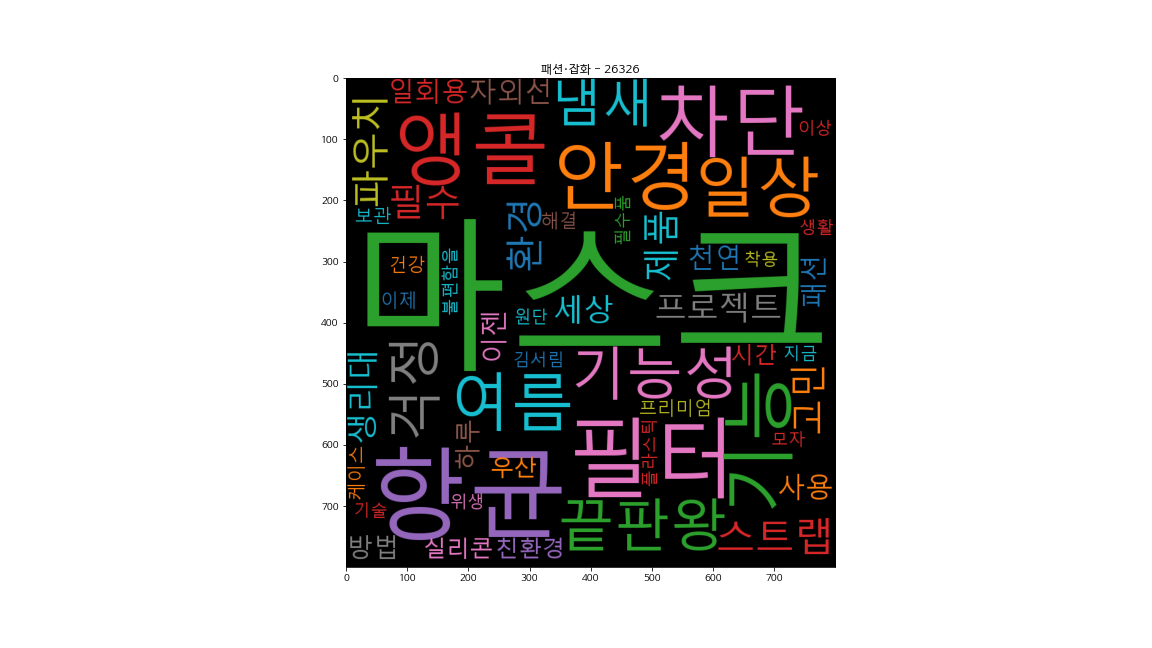 패션·잡화 - 26326
0
100
200
300
400
500
600
700
일회용
자외선
냄새
차단
이상
파우치
앵콜
안경
일상
필수
보관
환경
해결
필수품
제품
천연
착용
생활
패션
마스크
건강
이제
불편함을
원단
세상
프로젝트
이젠
김서림
기능성
시간
지금
생리대
걱정
여름
프리미엄
기능
고민
하루
필터
플라스틱
모자
케이스
항균
우산
위생
사용
기술
끝판왕
스트랩
방법
실리콘
친환경
0
100
200
300
400
500
600
700